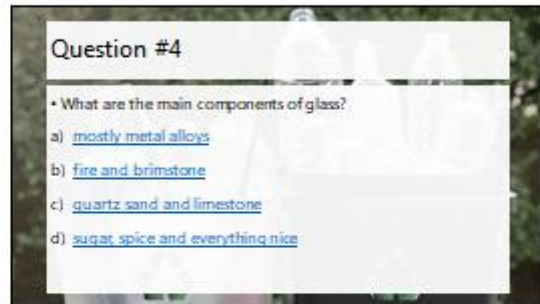 Question #4
• What are the main components of glass?
a) mostly metal alloys
b) fire and brimstone
c) quartz sand and limestone
d) sugar, spice and everything nice